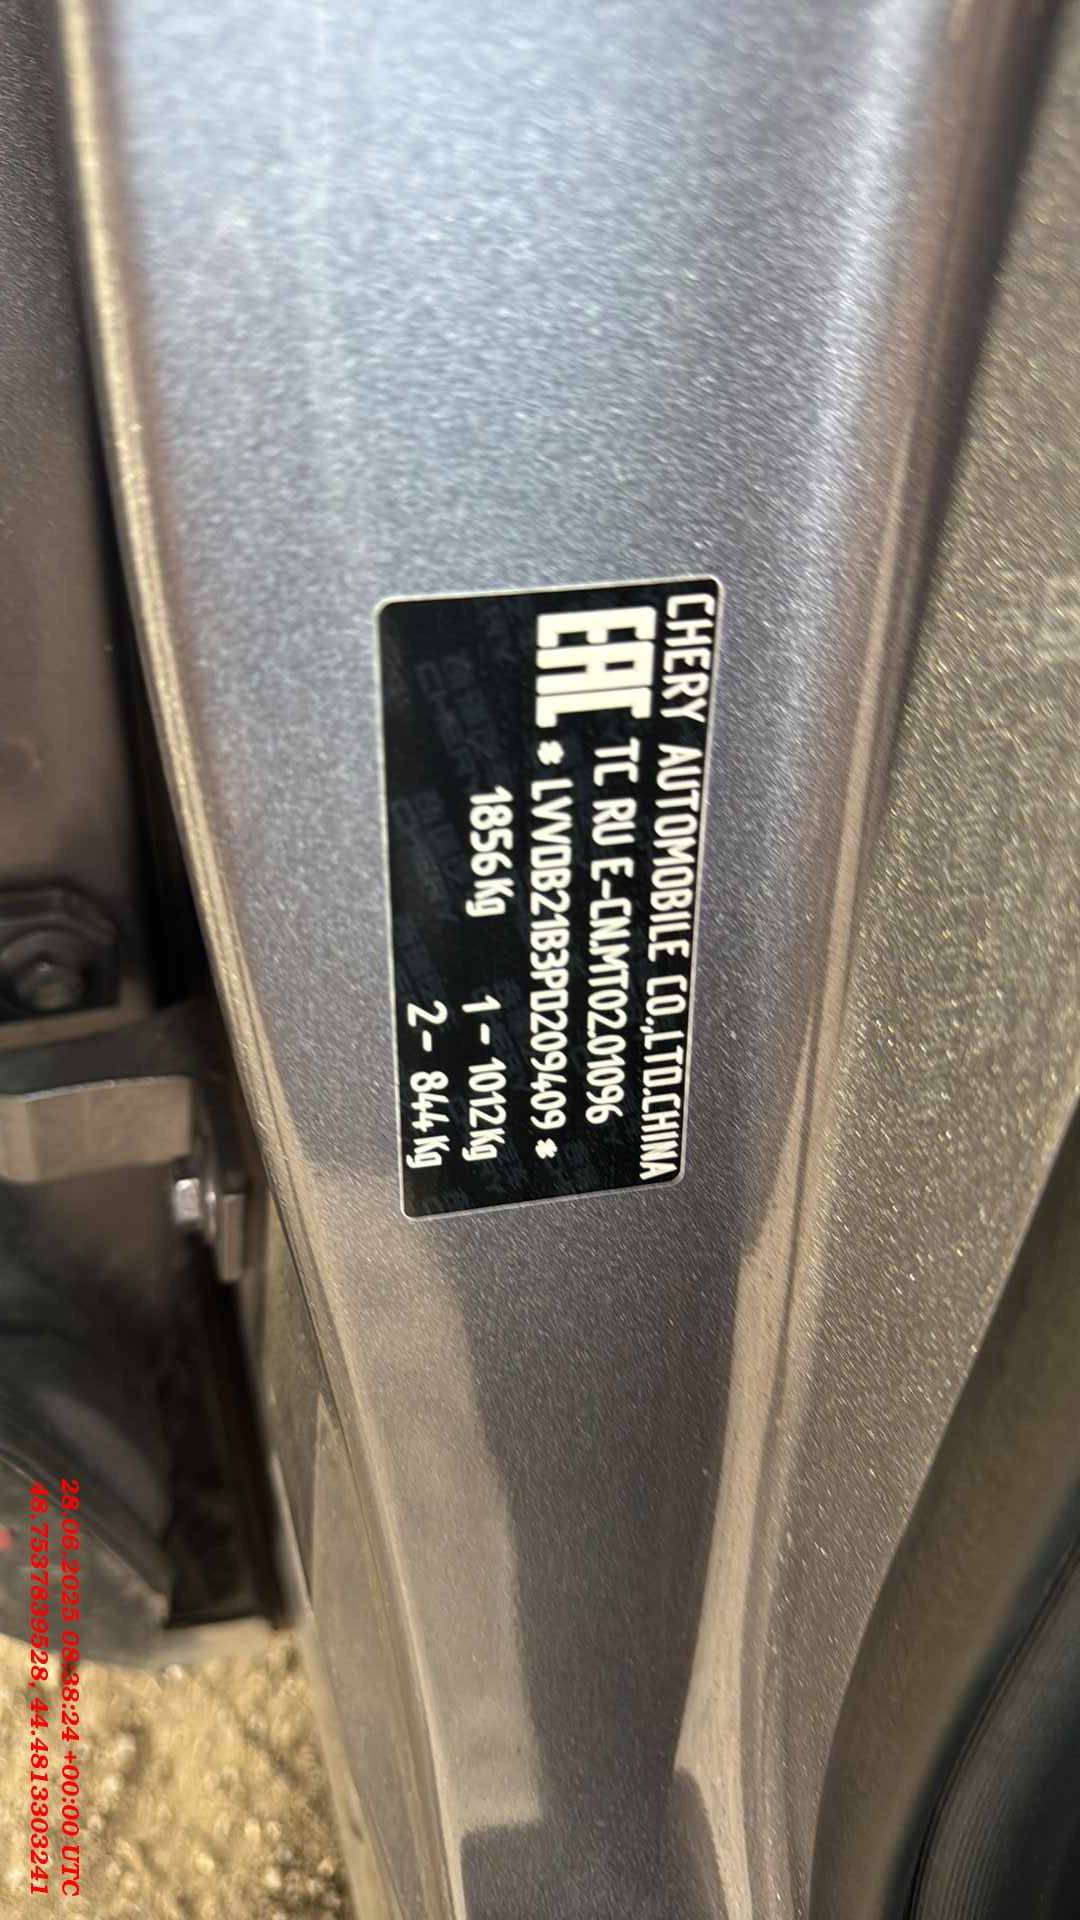 CHERY AUTOMOBILE CO.,LTD.CHINA
EAC TC RU E-CN.MT02.01096
* LVVDB21B3PD209409 *
1856Kg 1- 1012Kg
2- 844Kg
28.06.2025 08:38:24 +00:00 UTC
48.7537839528, 44.4813303241